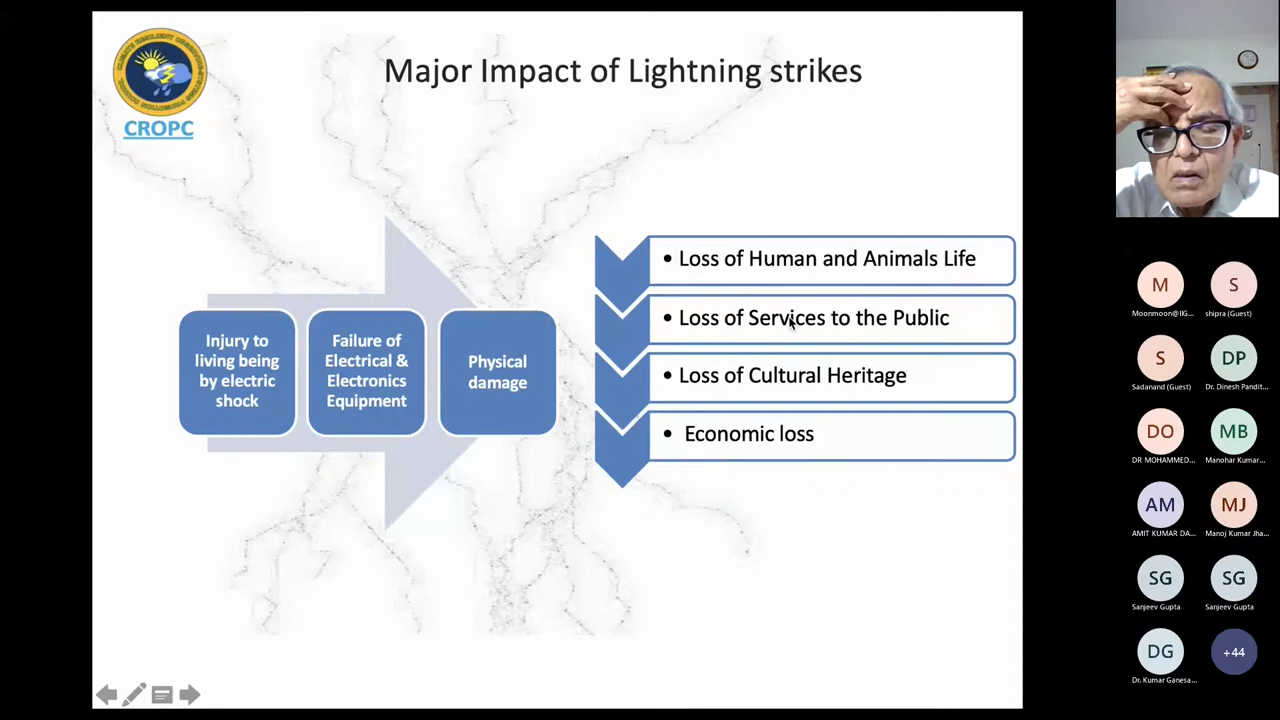 CROPC
Major Impact of Lightning strikes
Injury to
living being
by electric
shock
Failure of
Electrical &
Electronics
Equipment
Physical
damage
• Loss of Human and Animals Life
• Loss of Services to the Public
• Loss of Cultural Heritage
• Economic loss
M
Moonmoon@IIG...
S
shipra (Guest)
S
Sadanand (Guest)
DP
Dr. Dinesh Pandit...
DO
DR MOHAMMED...
MB
Manohar Kumar...
AM
AMIT KUMAR DA...
MJ
Manoj Kumar Jha...
SG
Sanjeev Gupta
SG
Sanjeev Gupta
DG
Dr. Kumar Ganesa...
+44